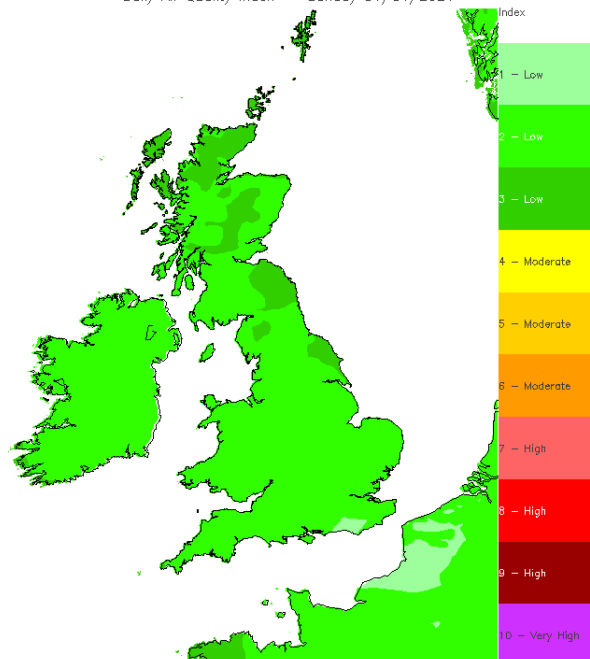 Index
1 - Low
2 - Low
3 - Low
4 - Moderate
5 - Moderate
6 - Moderate
7 - High
8 - High
9 - High
10 - Very High